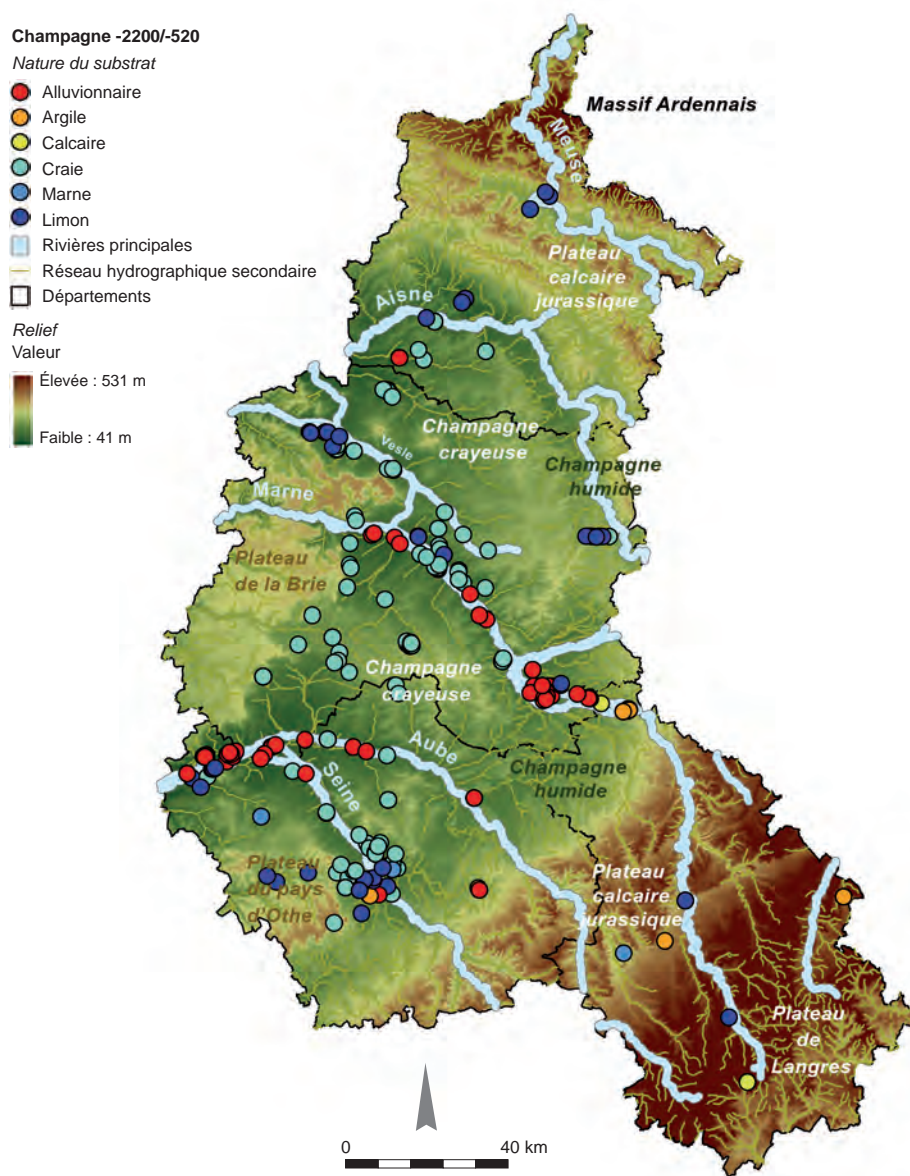 Champagne -2200/-520
Nature du substrat
Alluvionnaire
Argile
Calcaire
Craie
Marne
Limon
Rivières principales
Réseau hydrographique secondaire
Départements
Relief
Valeur
Élevée : 531 m
Faible : 41 m
Massif Ardennais
Meuse
Plateau
calcaire
jurassique
Aisne
Champagne
crayeuse
Vesle
Champagne
humide
Marne
Plateau
de la Brie
Champagne
crayeuse
Aube
Seine
Champagne
humide
Plateau
du pays
d'Othe
Plateau
calcaire
jurassique
Plateau
de
Langres
0 40 km